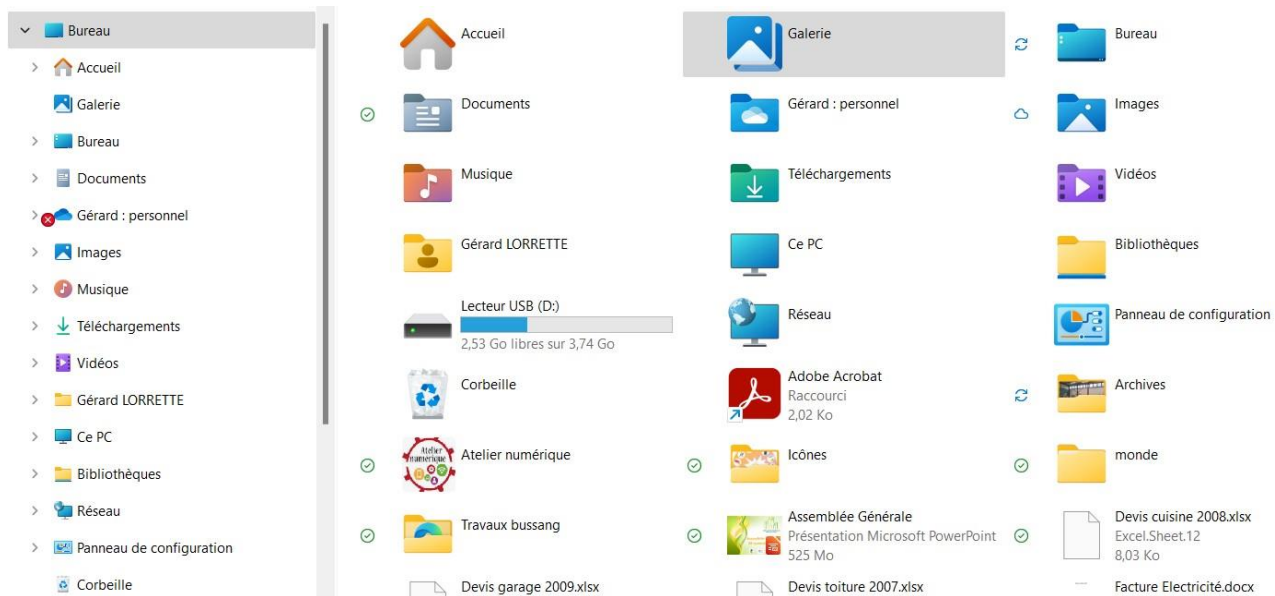 Bureau
Accueil
Galerie
Bureau
Documents
Gérard : personnel
Images
Musique
Téléchargements
Vidéos
Gérard LORRETTE
Ce PC
Bibliothèques
Réseau
Panneau de configuration
Corbeille
Accueil
Galerie
Bureau
Documents
Gérard : personnel
Images
Musique
Téléchargements
Vidéos
Gérard LORRETTE
Ce PC
Bibliothèques
Lecteur USB (D:)
2,53 Go libres sur 3,74 Go
Réseau
Panneau de configuration
Corbeille
Adobe Acrobat
Raccourci
2,02 Ko
Archives
Atelier
numérique
Atelier numérique
Icônes
monde
Travaux bussang
Assemblée Générale
Présentation Microsoft PowerPoint
525 Mo
Devis cuisine 2008.xlsx
Excel.Sheet.12
8,03 Ko
Devis garage 2009.xlsx
Devis toiture 2007.xlsx
Facture Electricité.docx